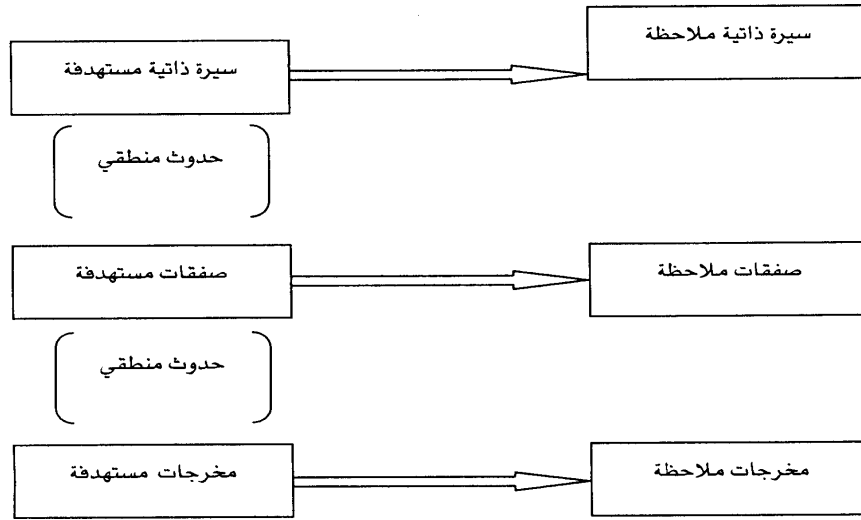 سيرة ذاتية ملاحظة
سيرة ذاتية مستهدفة
حدوث منطقي
صفقات ملاحظة
صفقات مستهدفة
حدوث منطقي
مخرجات ملاحظة
مخرجات مستهدفة